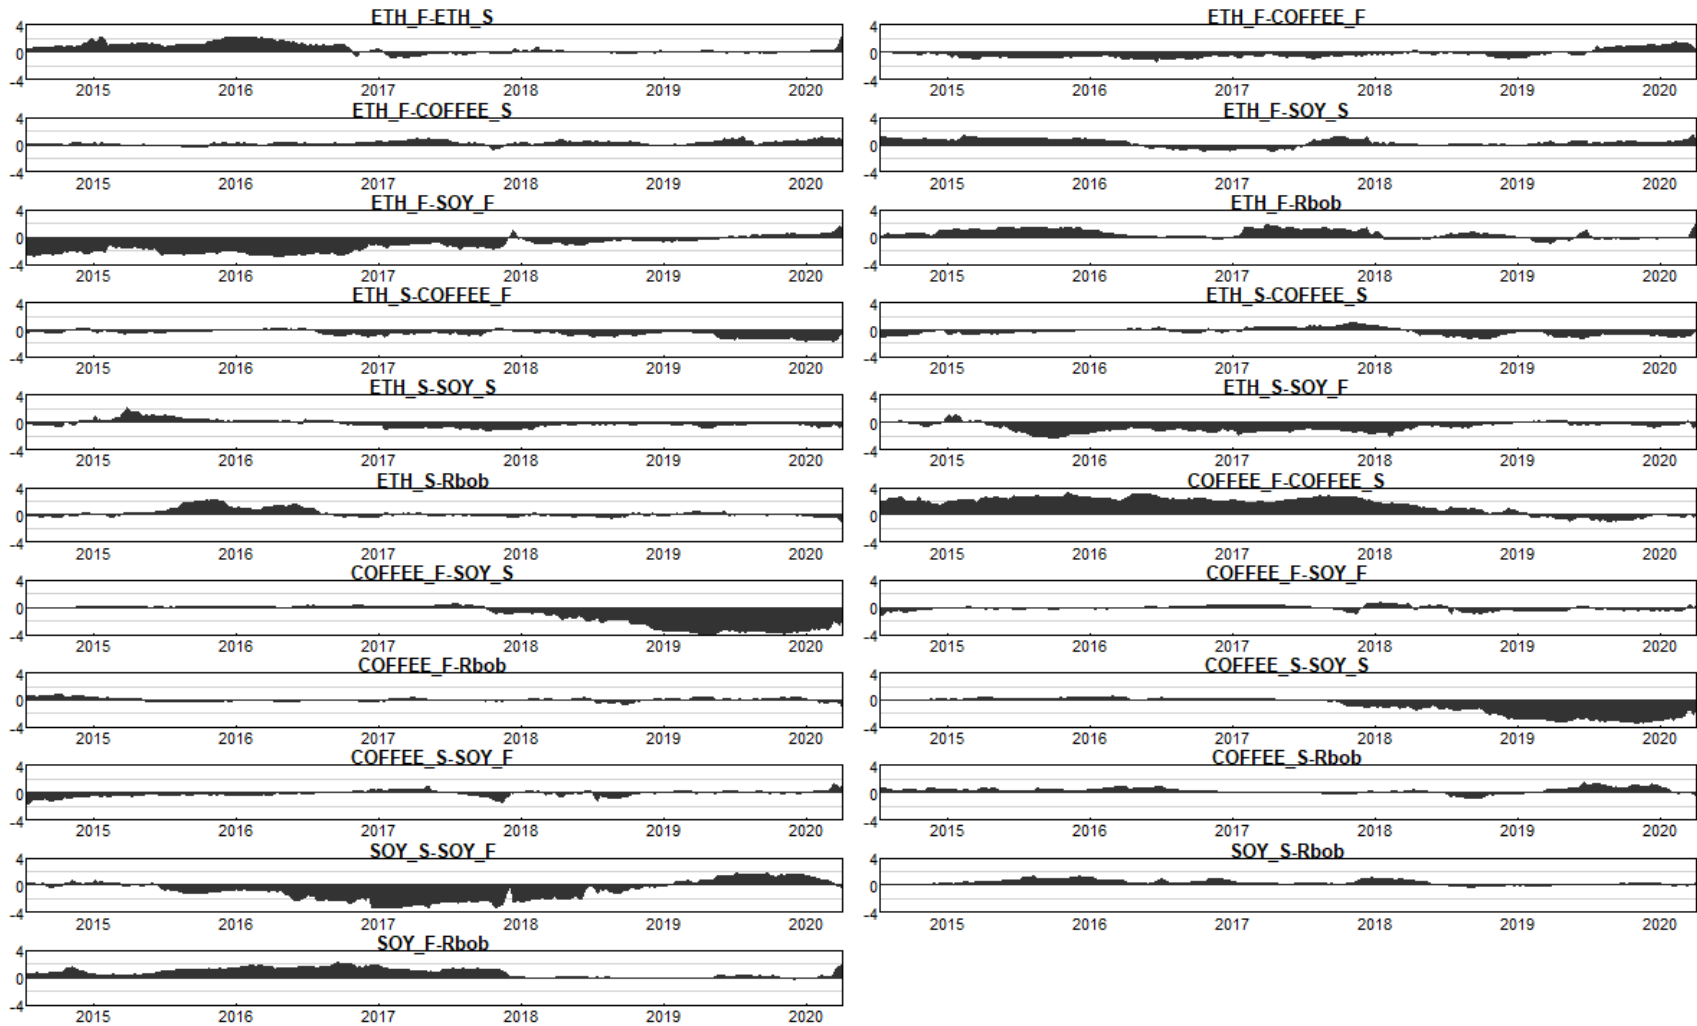 ETH_F-ETH_S ETH_F-COFFEE_F
4 4
0 0
-4 -4
2015 2016 2017 2018 2019 2020 2015 2016 2017 2018 2019 2020
ETH_F-COFFEE_S ETH_F-SOY_S
4 4
0 0
-4 -4
2015 2016 2017 2018 2019 2020 2015 2016 2017 2018 2019 2020
ETH_F-SOY_F ETH_F-Rbob
4 4
0 0
-4 -4
2015 2016 2017 2018 2019 2020 2015 2016 2017 2018 2019 2020
ETH_S-COFFEE_F ETH_S-COFFEE_S
4 4
0 0
-4 -4
2015 2016 2017 2018 2019 2020 2015 2016 2017 2018 2019 2020
ETH_S-SOY_S ETH_S-SOY_F
4 4
0 0
-4 -4
2015 2016 2017 2018 2019 2020 2015 2016 2017 2018 2019 2020
ETH_S-Rbob COFFEE_F-COFFEE_S
4 4
0 0
-4 -4
2015 2016 2017 2018 2019 2020 2015 2016 2017 2018 2019 2020
COFFEE_F-SOY_S COFFEE_F-SOY_F
4 4
0 0
-4 -4
2015 2016 2017 2018 2019 2020 2015 2016 2017 2018 2019 2020
COFFEE_F-Rbob COFFEE_S-SOY_S
4 4
0 0
-4 -4
2015 2016 2017 2018 2019 2020 2015 2016 2017 2018 2019 2020
COFFEE_S-SOY_F COFFEE_S-Rbob
4 4
0 0
-4 -4
2015 2016 2017 2018 2019 2020 2015 2016 2017 2018 2019 2020
SOY_S-SOY_F SOY_S-Rbob
4 4
0 0
-4 -4
2015 2016 2017 2018 2019 2020 2015 2016 2017 2018 2019 2020
SOY_F-Rbob
4
0
-4
2015 2016 2017 2018 2019 2020